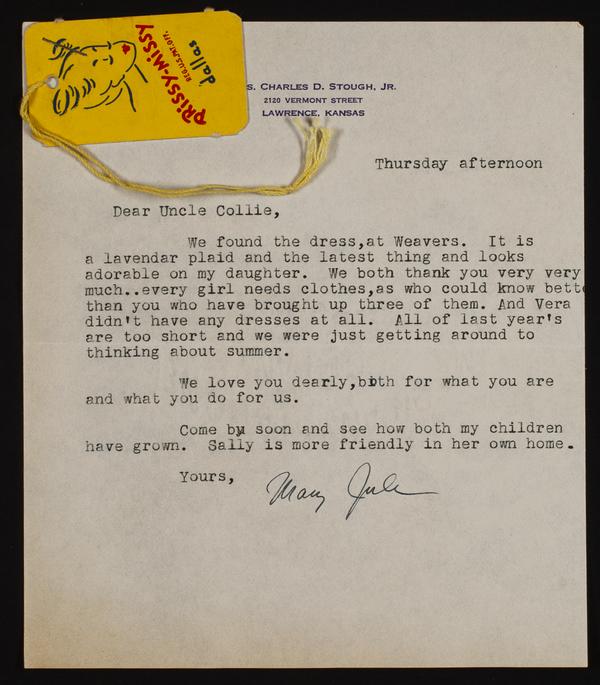 PRISSY-MISSY
REG.U.S.PAT.OFF.
dallas
S. CHARLES D. STOUGH, JR.
2120 VERMONT STREET
LAWRENCE, KANSAS
Thursday afternoon
Dear Uncle Collie,
We found the dress,at Weavers. It is
a lavendar plaid and the latest thing and looks
adorable on my daughter. We both thank you very very
much..every girl needs clothes,as who could know bette
than you who have brought up three of them. And Vera
didn't have any dresses at all. All of last year's
are too short and we were just getting around to
thinking about summer.
We love you dearly,both for what you are
and what you do for us.
Come by soon and see how both my children
have grown. Sally is more friendly in her own home.
Yours,
Mary Jule